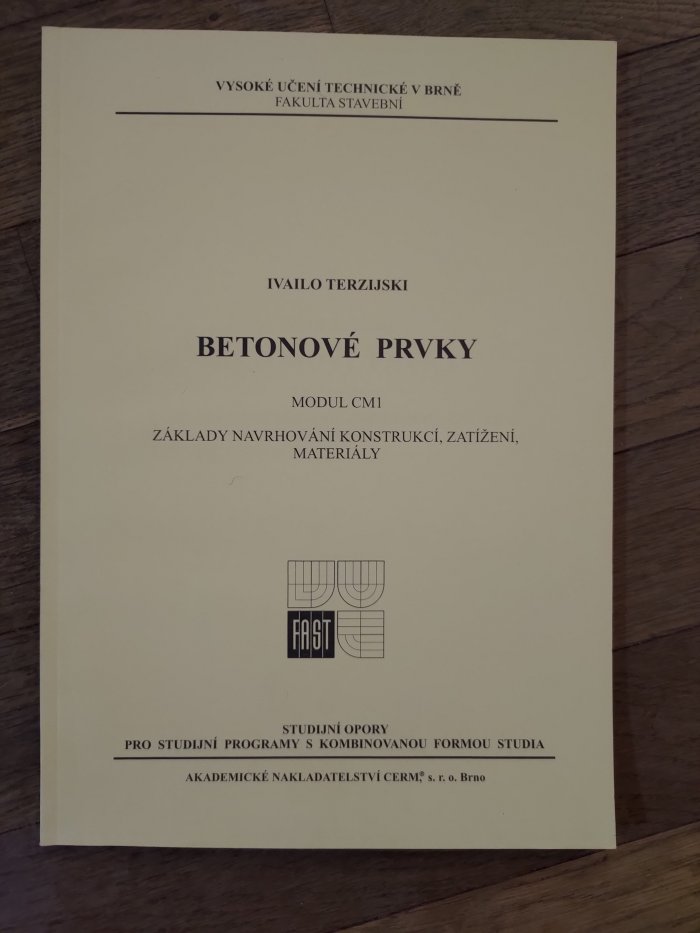 VYSOKÉ UČENÍ TECHNICKÉ V BRNĚ
FAKULTA STAVEBNÍ
IVAILO TERZIJSKI
BETONOVÉ PRVKY
MODUL CM1
ZÁKLADY NAVRHOVÁNÍ KONSTRUKCÍ, ZATÍŽENÍ,
MATERIÁLY
FAST
STUDIJNÍ OPORY
PRO STUDIJNÍ PROGRAMY S KOMBINOVANOU FORMOU STUDIA
AKADEMICKÉ NAKLADATELSTVÍ CERM,® s. r. o. Brno